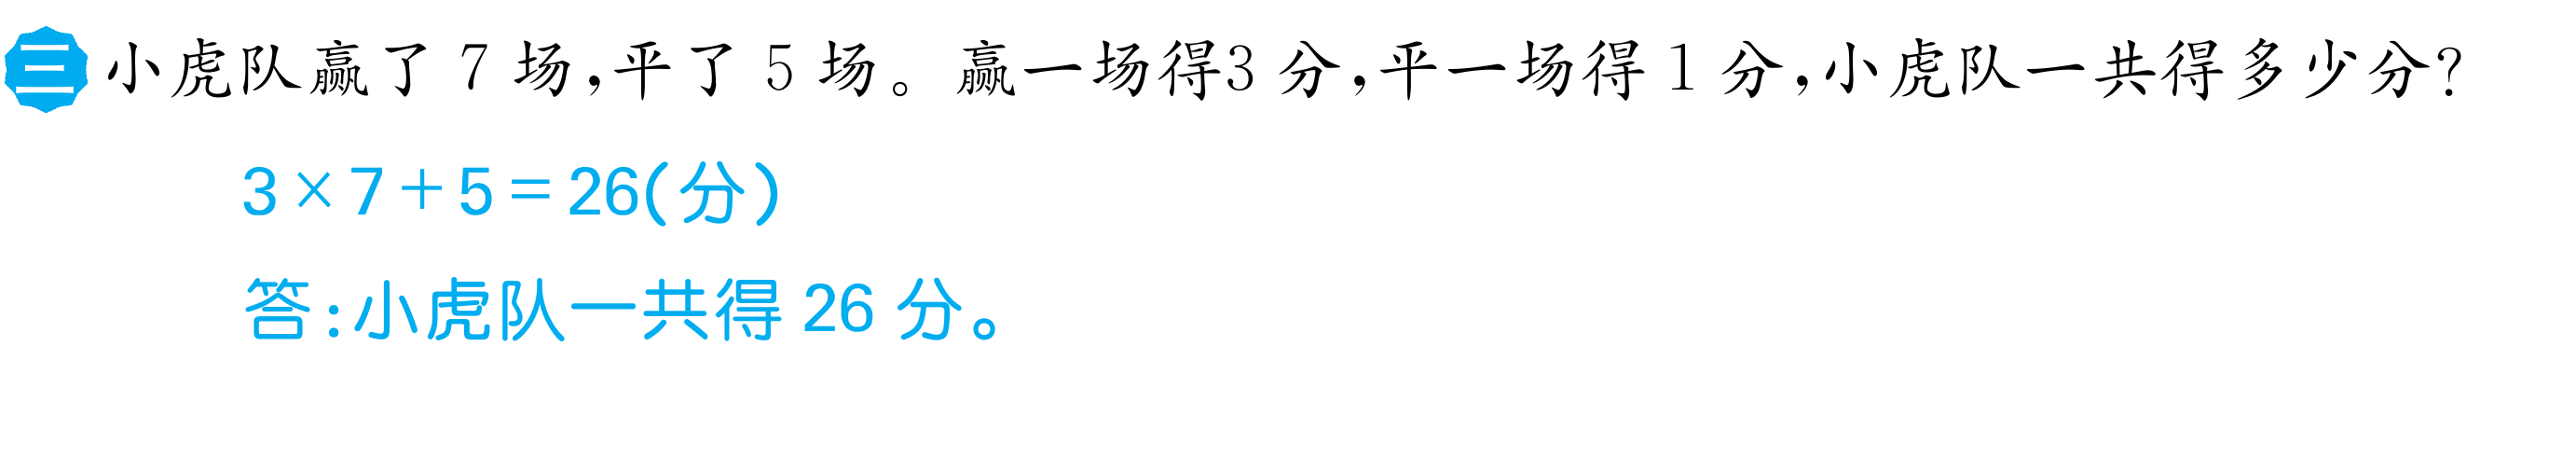 三 小虎队赢了 7 场,平了 5 场。赢一场得3 分,平一场得 1 分,小虎队一共得多少分?
3×7+5=26(分)
答:小虎队一共得 26 分。